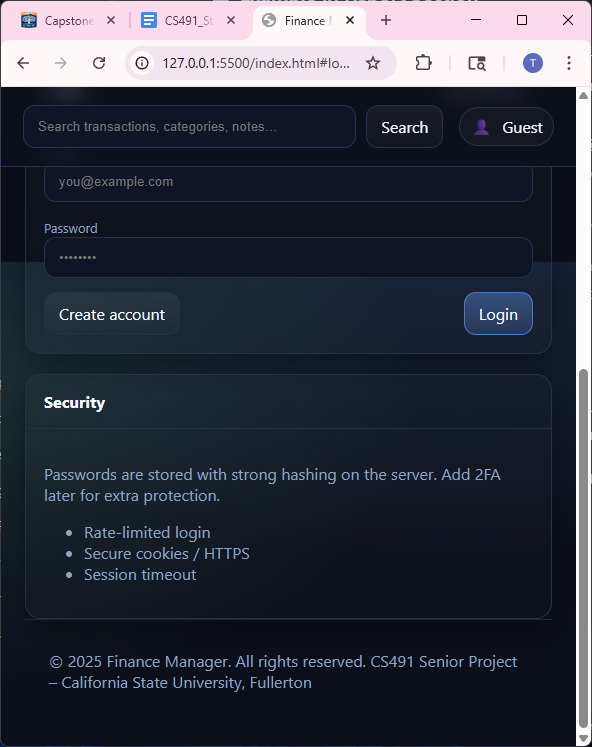 Capstone
CS491_St
Finance M
127.0.0.1:5500/index.html#lo...
T
Search transactions, categories, notes...
Search
Guest
you@example.com
Password
••••••••
Create account
Login
Security
Passwords are stored with strong hashing on the server. Add 2FA
later for extra protection.
• Rate-limited login
• Secure cookies / HTTPS
• Session timeout
© 2025 Finance Manager. All rights reserved. CS491 Senior Project
– California State University, Fullerton